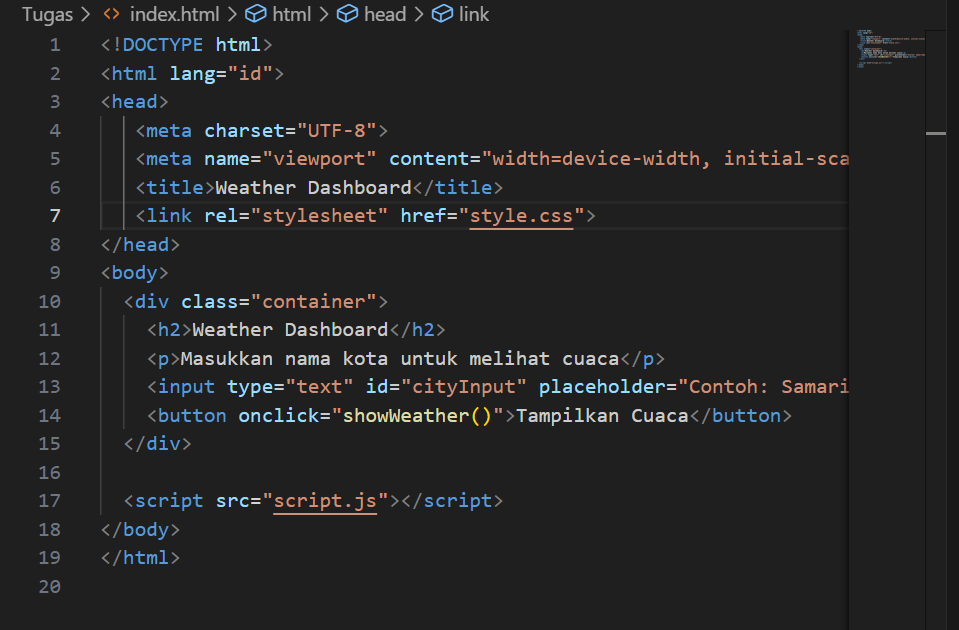 Tugas > <> index.html > html > head > link
1 <!DOCTYPE html>
2 <html lang="id">
3 <head>
4 <meta charset="UTF-8">
5 <meta name="viewport" content="width=device-width, initial-sca
6 <title>Weather Dashboard</title>
7 <link rel="stylesheet" href="style.css">
8 </head>
9 <body>
10 <div class="container">
11 <h2>Weather Dashboard</h2>
12 <p>Masukkan nama kota untuk melihat cuaca</p>
13 <input type="text" id="cityInput" placeholder="Contoh: Samari
14 <button onclick="showWeather()">Tampilkan Cuaca</button>
15 </div>
16
17 <script src="script.js"></script>
18 </body>
19 </html>
20